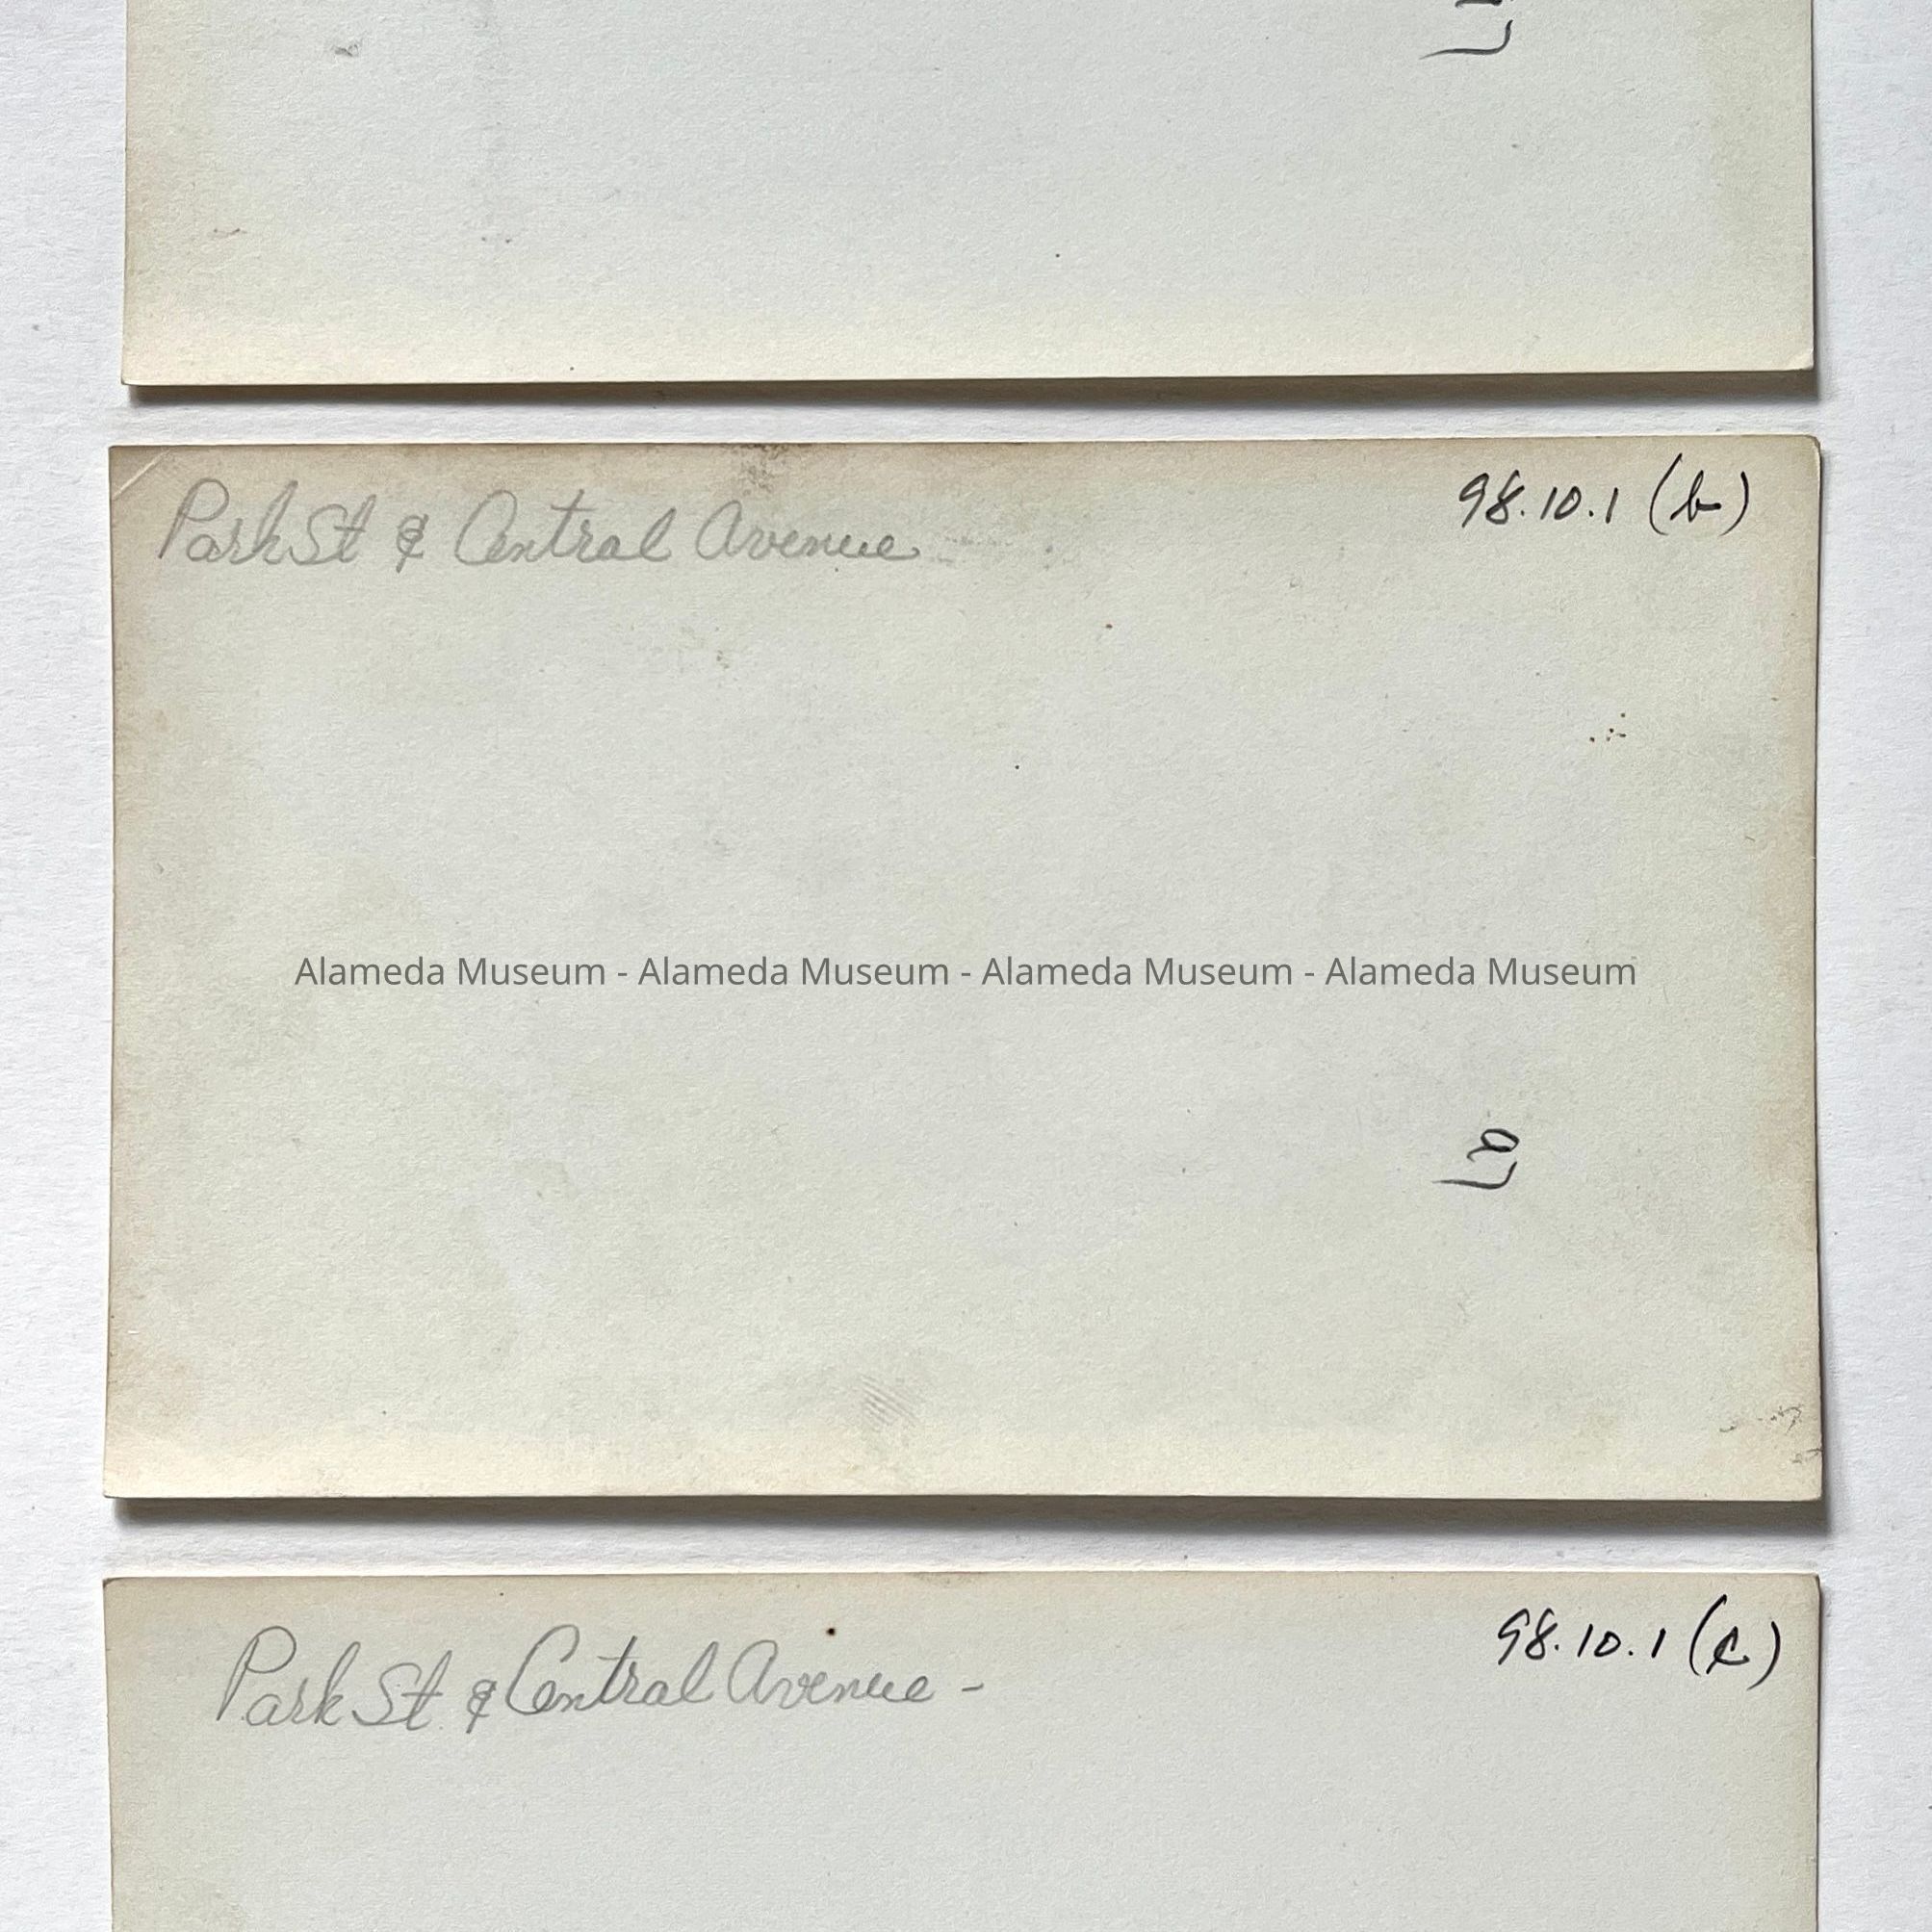 Park St & Central Avenue
98.10.1 (b)
Alameda Museum - Alameda Museum - Alameda Museum - Alameda Museum
Park St & Central Avenue -
98.10.1 (c)